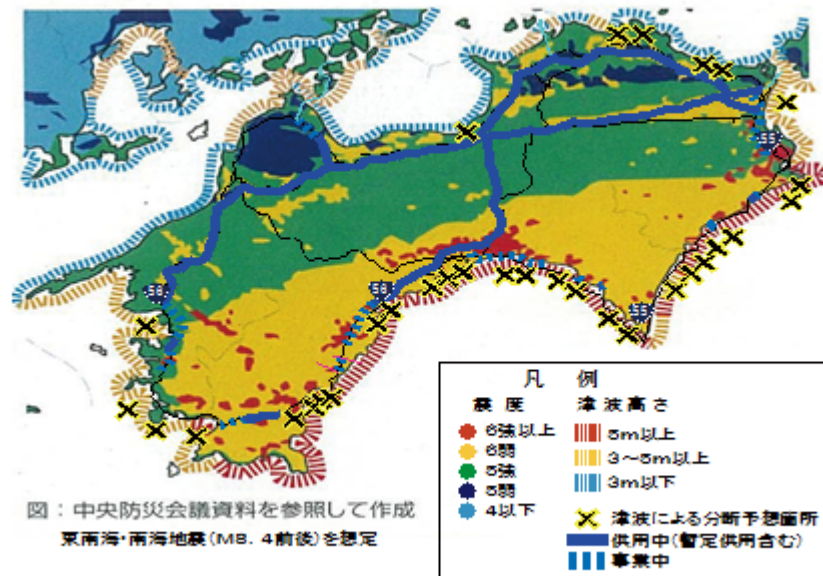 凡 例
震 度 津 波 高 さ
6強以上 5m以上
6弱 3～5m以上
5強 3m以下
5弱
4以下
津波による分断予想箇所
供用中(暫定供用含む)
事業中
図：中央防災会議資料を参照して作成
東南海・南海地震(M8. 4前後)を想定